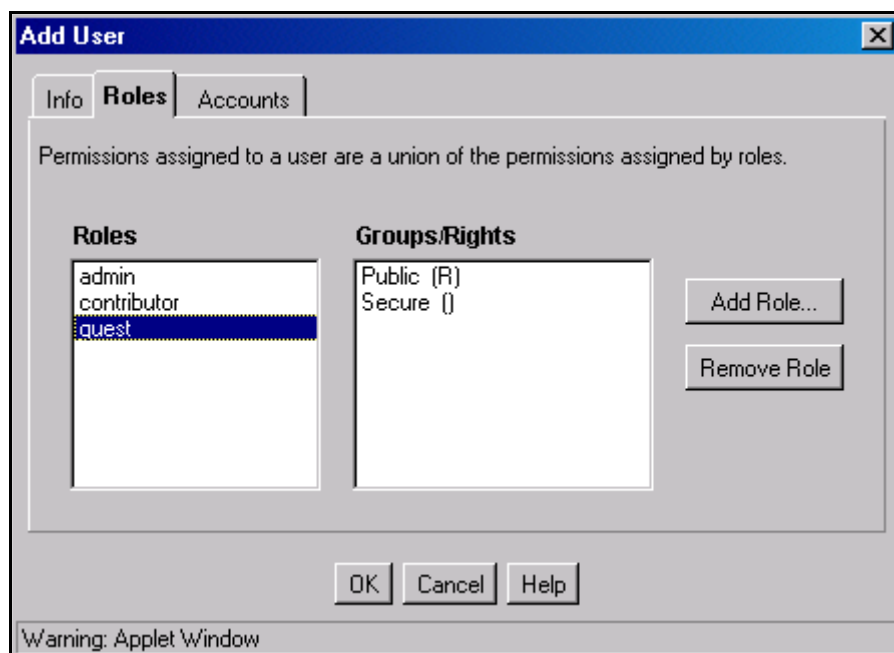 Add User
Info Roles Accounts
Permissions assigned to a user are a union of the permissions assigned by roles.
Roles
Groups/Rights
admin
contributor
guest
Public (R)
Secure ()
Add Role...
Remove Role
OK Cancel Help
Warning: Applet Window